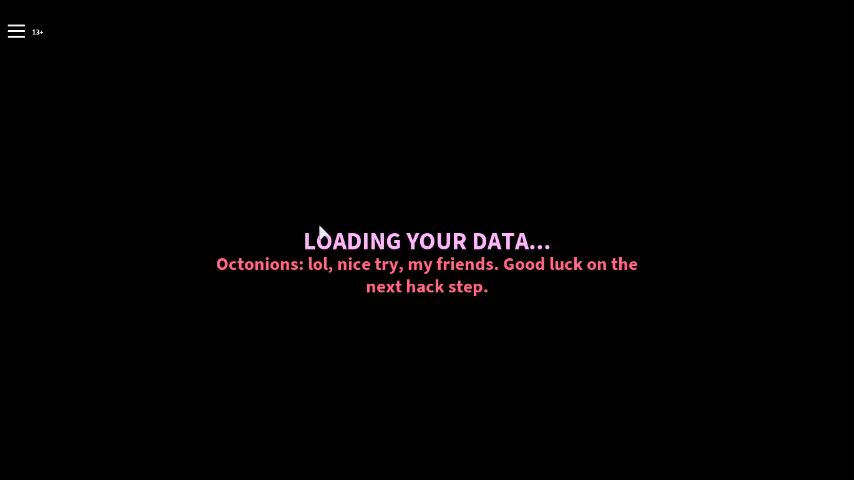 13+
LOADING YOUR DATA...
Octonions: lol, nice try, my friends. Good luck on the
next hack step.